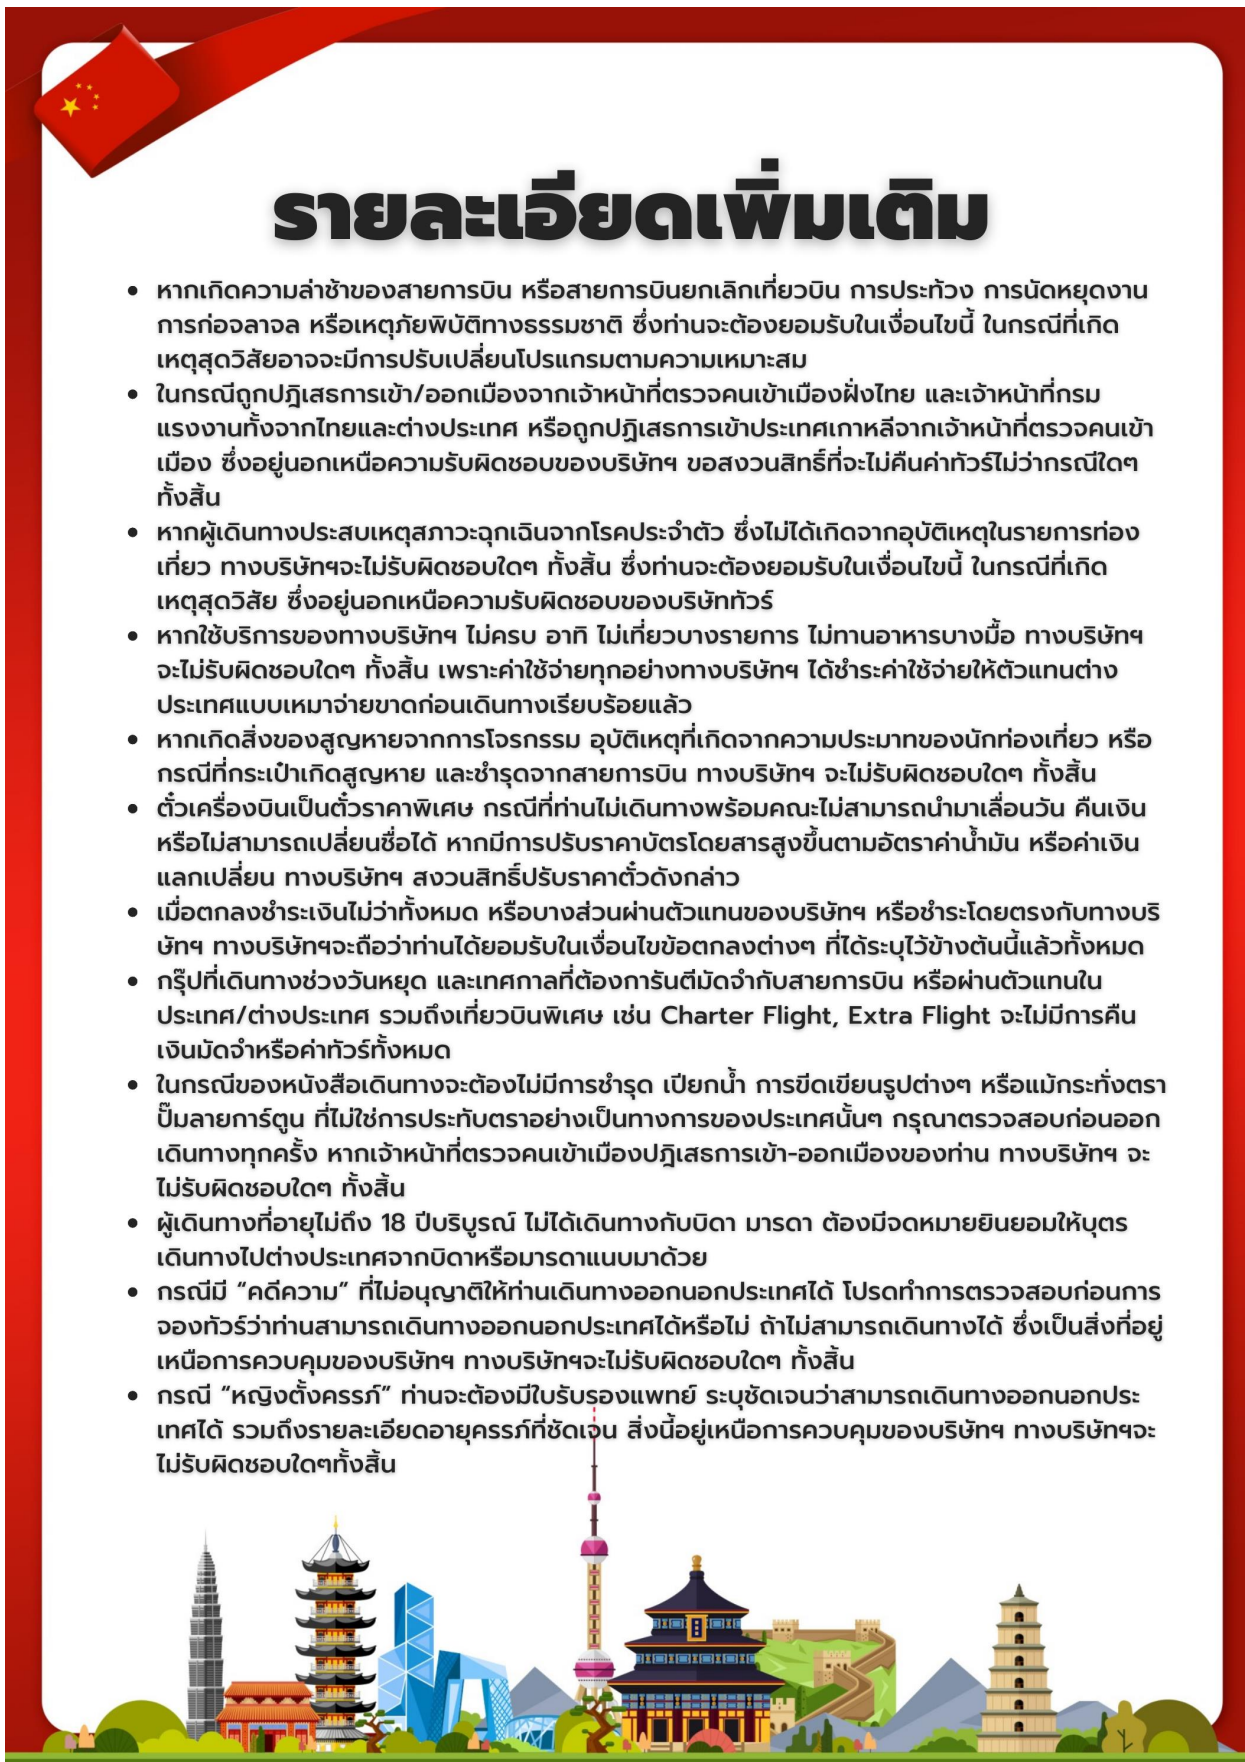 รายละเอียดเพิ่มเติม
• หากเกิดความล่าช้าของสายการบิน หรือสายการบินยกเลิกเที่ยวบิน การประท้วง การนัดหยุดงาน
การก่อจลาจล หรือเหตุภัยพิบัติทางธรรมชาติ ซึ่งท่านจะต้องยอมรับในเงื่อนไขนี้ ในกรณีที่เกิด
เหตุสุดวิสัยอาจจะมีการปรับเปลี่ยนโปรแกรมตามความเหมาะสม
• ในกรณีถูกปฎิเสธการเข้า/ออกเมืองจากเจ้าหน้าที่ตรวจคนเข้าเมืองฝั่งไทย และเจ้าหน้าที่กรม
แรงงานทั้งจากไทยและต่างประเทศ หรือถูกปฏิเสธการเข้าประเทศเกาหลีจากเจ้าหน้าที่ตรวจคนเข้า
เมือง ซึ่งอยู่นอกเหนือความรับผิดชอบของบริษัทฯ ขอสงวนสิทธิ์ที่จะไม่คืนค่าทัวร์ไม่ว่ากรณีใดๆ
ทั้งสิ้น
• หากผู้เดินทางประสบเหตุสภาวะฉุกเฉินจากโรคประจำตัว ซึ่งไม่ได้เกิดจากอุบัติเหตุในรายการท่อง
เที่ยว ทางบริษัทฯจะไม่รับผิดชอบใดๆ ทั้งสิ้น ซึ่งท่านจะต้องยอมรับในเงื่อนไขนี้ ในกรณีที่เกิด
เหตุสุดวิสัย ซึ่งอยู่นอกเหนือความรับผิดชอบของบริษัททัวร์
• หากใช้บริการของทางบริษัทฯ ไม่ครบ อาทิ ไม่เที่ยวบางรายการ ไม่ทานอาหารบางมื้อ ทางบริษัทฯ
จะไม่รับผิดชอบใดๆ ทั้งสิ้น เพราะค่าใช้จ่ายทุกอย่างทางบริษัทฯ ได้ชำระค่าใช้จ่ายให้ตัวแทนต่าง
ประเทศแบบเหมาจ่ายขาดก่อนเดินทางเรียบร้อยแล้ว
• หากเกิดสิ่งของสูญหายจากการโจรกรรม อุบัติเหตุที่เกิดจากความประมาทของนักท่องเที่ยว หรือ
กรณีที่กระเป๋าเกิดสูญหาย และชำรุดจากสายการบิน ทางบริษัทฯ จะไม่รับผิดชอบใดๆ ทั้งสิ้น
• ตั๋วเครื่องบินเป็นตั๋วราคาพิเศษ กรณีที่ท่านไม่เดินทางพร้อมคณะไม่สามารถนำมาเลื่อนวัน คืนเงิน
หรือไม่สามารถเปลี่ยนชื่อได้ หากมีการปรับราคาบัตรโดยสารสูงขึ้นตามอัตราค่าน้ำมัน หรือค่าเงิน
แลกเปลี่ยน ทางบริษัทฯ สงวนสิทธิ์ปรับราคาตั๋วดังกล่าว
• เมื่อตกลงชำระเงินไม่ว่าทั้งหมด หรือบางส่วนผ่านตัวแทนของบริษัทฯ หรือชำระโดยตรงกับทางบริ
ษัทฯ ทางบริษัทฯจะถือว่าท่านได้ยอมรับในเงื่อนไขข้อตกลงต่างๆ ที่ได้ระบุไว้ข้างต้นนี้แล้วทั้งหมด
• กรุ๊ปที่เดินทางช่วงวันหยุด และเทศกาลที่ต้องการันตีมัดจำกับสายการบิน หรือผ่านตัวแทนใน
ประเทศ/ต่างประเทศ รวมถึงเที่ยวบินพิเศษ เช่น Charter Flight, Extra Flight จะไม่มีการคืน
เงินมัดจำหรือค่าทัวร์ทั้งหมด
• ในกรณีของหนังสือเดินทางจะต้องไม่มีการชำรุด เปียกน้ำ การขีดเขียนรูปต่างๆ หรือแม้กระทั่งตรา
ปั๊มลายการ์ตูน ที่ไม่ใช่การประทับตราอย่างเป็นทางการของประเทศนั้นๆ กรุณาตรวจสอบก่อนออก
เดินทางทุกครั้ง หากเจ้าหน้าที่ตรวจคนเข้าเมืองปฎิเสธการเข้า-ออกเมืองของท่าน ทางบริษัทฯ จะ
ไม่รับผิดชอบใดๆ ทั้งสิ้น
• ผู้เดินทางที่อายุไม่ถึง 18 ปีบริบูรณ์ ไม่ได้เดินทางกับบิดา มารดา ต้องมีจดหมายยินยอมให้บุตร
เดินทางไปต่างประเทศจากบิดาหรือมารดาแนบมาด้วย
• กรณีมี “คดีความ” ที่ไม่อนุญาติให้ท่านเดินทางออกนอกประเทศได้ โปรดทำการตรวจสอบก่อนการ
จองทัวร์ว่าท่านสามารถเดินทางออกนอกประเทศได้หรือไม่ ถ้าไม่สามารถเดินทางได้ ซึ่งเป็นสิ่งที่อยู่
เหนือการควบคุมของบริษัทฯ ทางบริษัทฯจะไม่รับผิดชอบใดๆ ทั้งสิ้น
• กรณี “หญิงตั้งครรภ์” ท่านจะต้องมีใบรับรองแพทย์ ระบุชัดเจนว่าสามารถเดินทางออกนอกประ
เทศได้ รวมถึงรายละเอียดอายุครรภ์ที่ชัดเจน สิ่งนี้อยู่เหนือการควบคุมของบริษัทฯ ทางบริษัทฯจะ
ไม่รับผิดชอบใดๆทั้งสิ้น